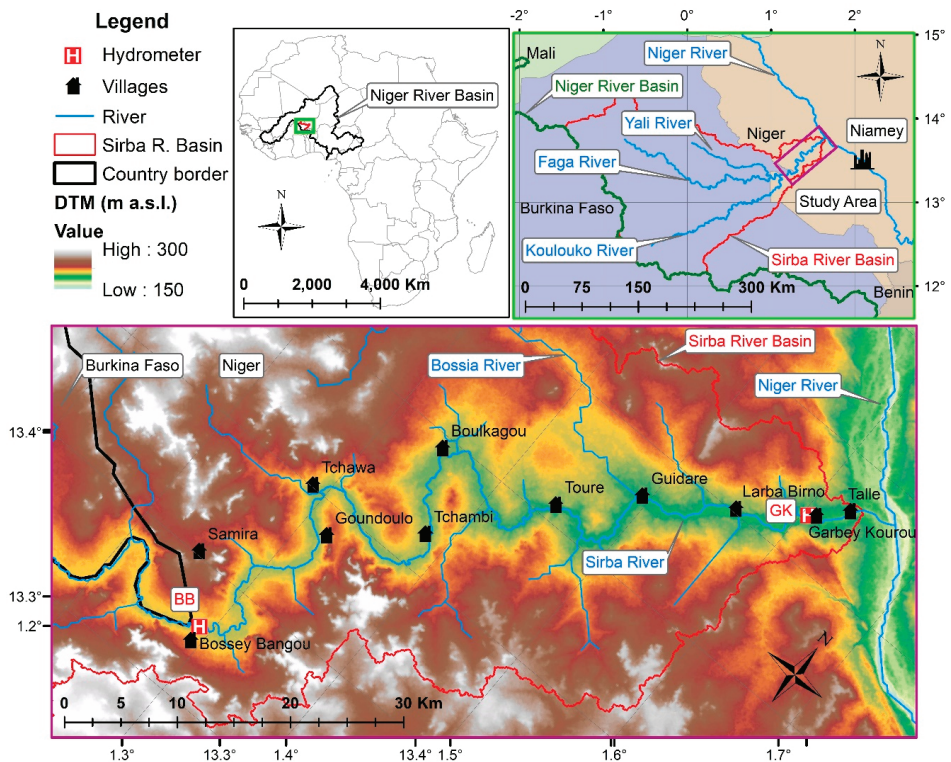 Legend
Hydrometer
Villages
River
Sirba R. Basin
Country border
DTM (m a.s.l.)
Value
High : 300
Low : 150
Niger River Basin
N
0 2,000 4,000 Km
-2° -1° 0° 1° 2°
15°
13°
12°
Mali
Niger River
N
Niger River Basin
Yali River
Niger
Niamey
Faga River
Burkina Faso
Study Area
Koulouko River
Sirba River Basin
0 75 150 300 Km
Benin
Burkina Faso
Niger
Bossia River
Sirba River Basin
Niger River
13.4°
13.3°
1.2°
Boulkagou
Tchawa
Toure
Guidare
Larba Birno
Talle
GK
H
Garbey Kourou
Goundoulo
Tchambi
Samira
Sirba River
BB
H
Bossey Bangou
N
0 10 20 30 Km
1.3° 13.3° 1.4° 13.4° 1.5° 1.6° 1.7°